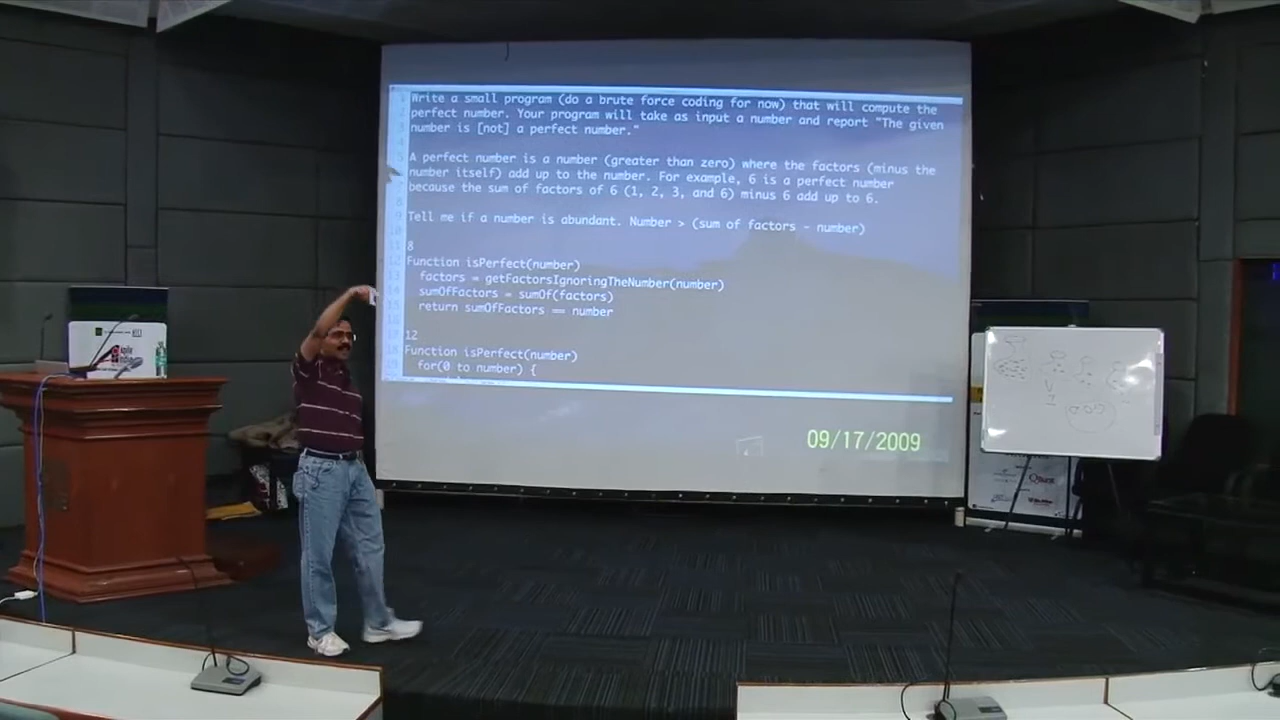 Write a small program (do a brute force coding for now) that will compute the
perfect number. Your program will take as input a number and report "The given
number is [not] a perfect number."
A perfect number is a number (greater than zero) where the factors (minus the
number itself) add up to the number. For example, 6 is a perfect number
because the sum of factors of 6 (1, 2, 3, and 6) minus 6 add up to 6.
Tell me if a number is abundant. Number > (sum of factors - number)
8
Function isPerfect(number)
factors = getFactorsIgnoringTheNumber(number)
sumOfFactors = sumOf(factors)
return sumOfFactors == number
12
Function isPerfect(number)
for(0 to number) {
09/17/2009